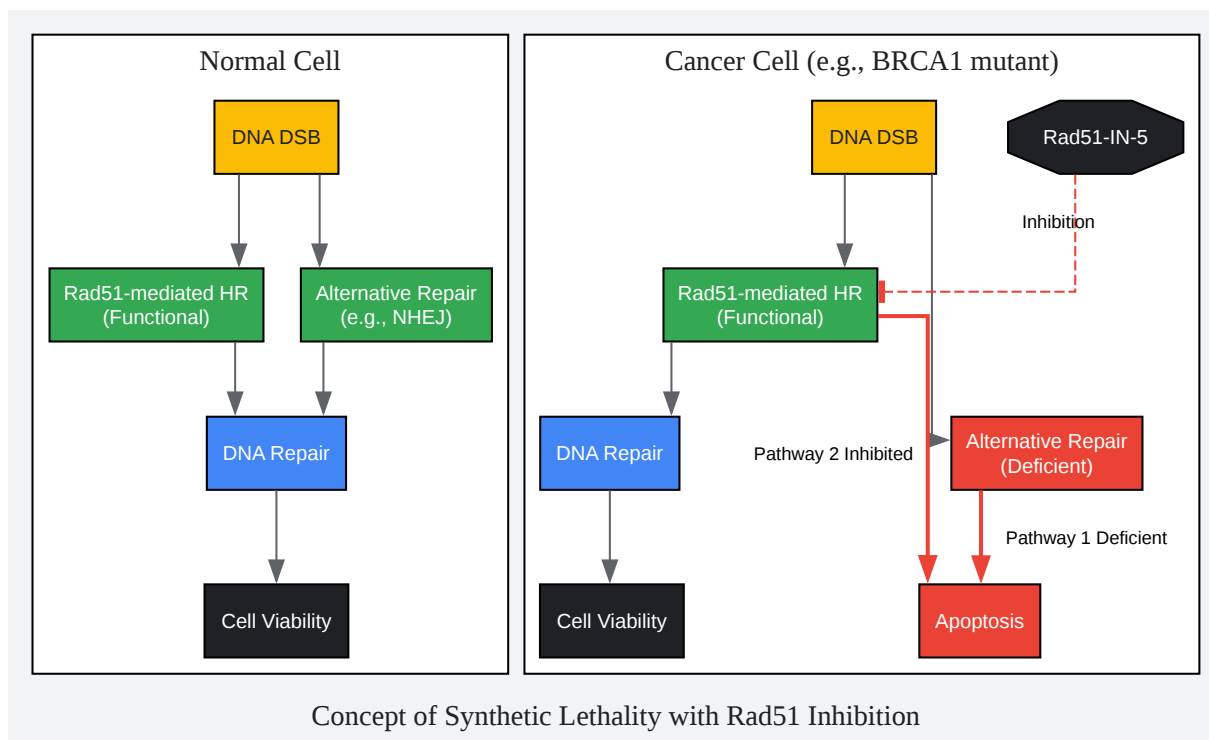 Normal Cell
DNA DSB
Rad51-mediated HR
(Functional)
Alternative Repair
(e.g., NHEJ)
DNA Repair
Cell Viability
Cancer Cell (e.g., BRCA1 mutant)
DNA DSB
Rad51-IN-5
Inhibition
Rad51-mediated HR
(Functional)
DNA Repair
Pathway 2 Inhibited
Alternative Repair
(Deficient)
Pathway 1 Deficient
Cell Viability
Apoptosis
Concept of Synthetic Lethality with Rad51 Inhibition